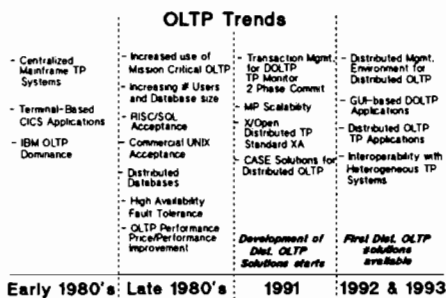 OLTP Trends
- Centralized
Mainframe TP
Systems
- Terminal-Based
CICS Applications
- IBM OLTP
Dominance
- Increased use of
Mission Critical OLTP
- Increasing # Users
and Database size
- RISC/SQL
Acceptance
- Commercial UNIX
Acceptance
- Distributed
Databases
- High Availability
Fault Tolerance
- OLTP Performance
Price/Performance
Improvement
- Transaction Mgmt.
for DOLTP
TP Monitor
2 Phase Commit
- MP Scalability
- X/Open
Distributed TP
Standard XA
- CASE Solutions for
Distributed OLTP
Development of
Dist. OLTP
Solutions starts
- Distributed Mgmt.
Environment for
Distributed OLTP
- GUI-based DOLTP
Applications
- Distributed OLTP
TP Applications
- Interoperability with
Heterogeneous TP
Systems
First Dist. OLTP
solutions
available
Early 1980's
Late 1980's
1991
1992 & 1993